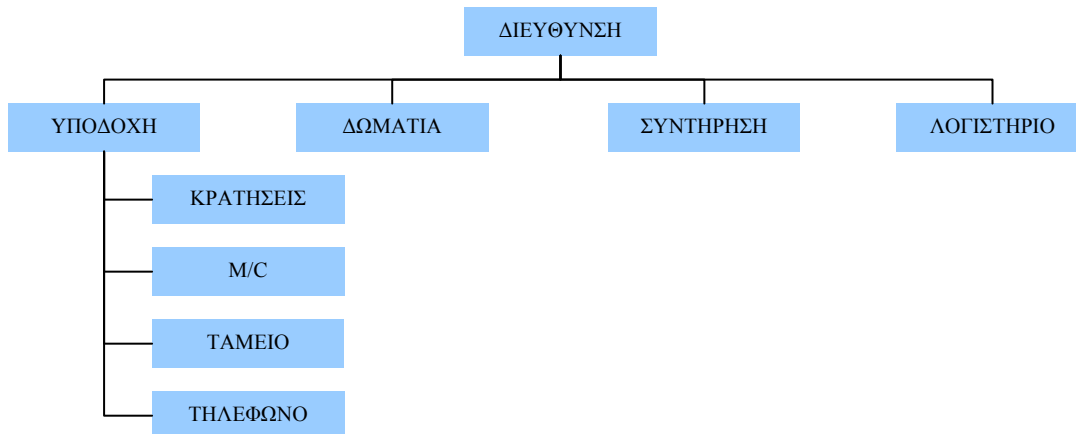 ΔΙΕΥΘΥΝΣΗ
ΥΠΟΔΟΧΗ
ΔΩΜΑΤΙΑ
ΣΥΝΤΗΡΗΣΗ
ΛΟΓΙΣΤΗΡΙΟ
ΚΡΑΤΗΣΕΙΣ
M/C
ΤΑΜΕΙΟ
ΤΗΛΕΦΩΝΟ